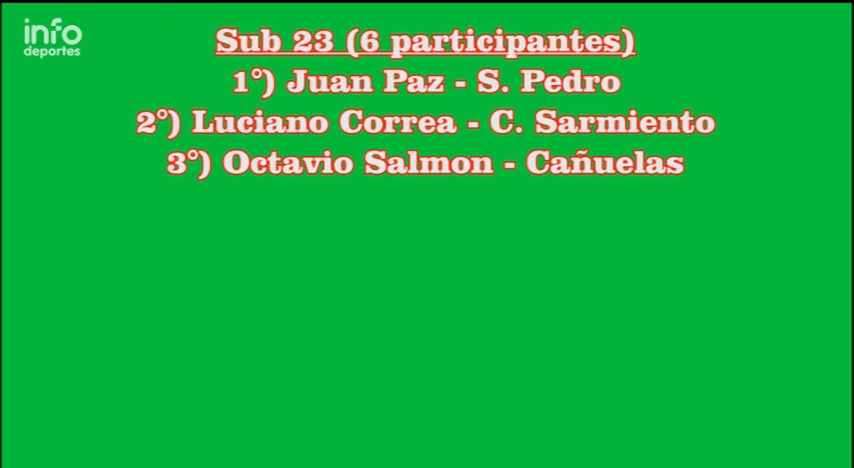 info
deportes
Sub 23 (6 participantes)
1°) Juan Paz - S. Pedro
2°) Luciano Correa - C. Sarmiento
3°) Octavio Salmon - Cañuelas